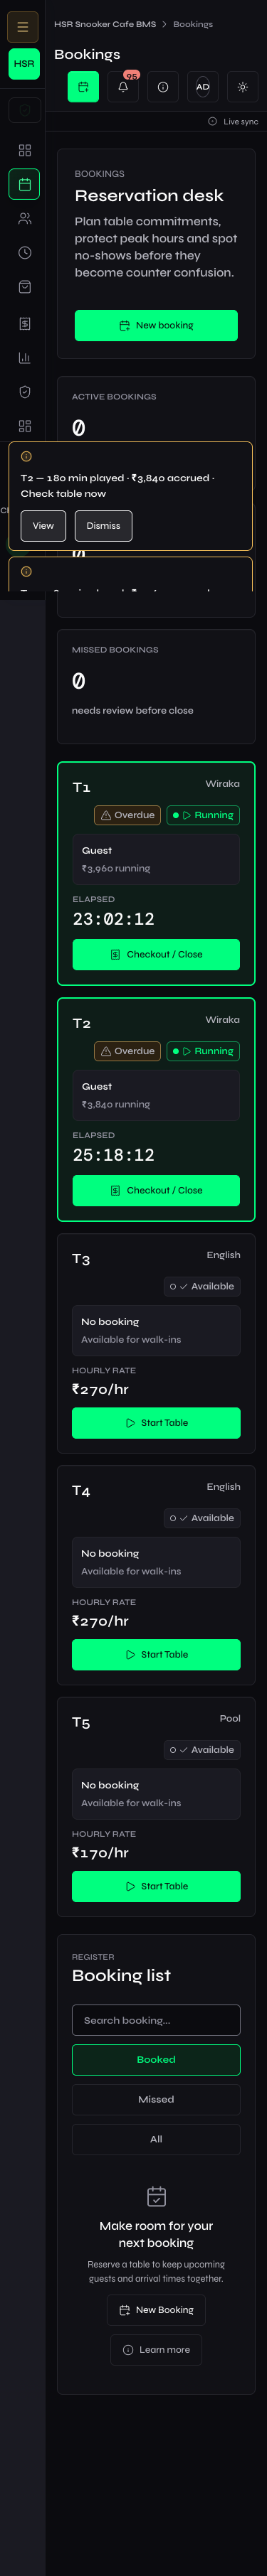 HSR Snooker Cafe BMS > Bookings
HSR
Bookings
95
AD
Live sync
BOOKINGS
Reservation desk
Plan table commitments,
protect peak hours and spot
no-shows before they
become counter confusion.
New booking
ACTIVE BOOKINGS
0
T2 — 180 min played · ₹3,840 accrued ·
Check table now
View
Dismiss
MISSED BOOKINGS
0
needs review before close
T1
Wiraka
Overdue
Running
Guest
₹3,960 running
ELAPSED
23:02:12
Checkout / Close
T2
Wiraka
Overdue
Running
Guest
₹3,840 running
ELAPSED
25:18:12
Checkout / Close
T3
English
Available
No booking
Available for walk-ins
HOURLY RATE
₹270/hr
Start Table
T4
English
Available
No booking
Available for walk-ins
HOURLY RATE
₹270/hr
Start Table
T5
Pool
Available
No booking
Available for walk-ins
HOURLY RATE
₹170/hr
Start Table
REGISTER
Booking list
Search booking...
Booked
Missed
All
Make room for your
next booking
Reserve a table to keep upcoming
guests and arrival times together.
New Booking
Learn more